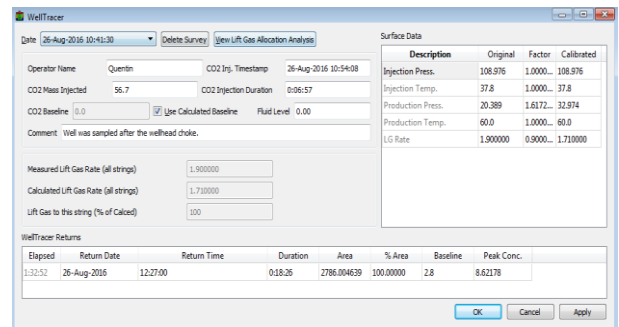 WellTracer
Date 26-Aug-2016 10:41:30 Delete Survey View Lift Gas Allocation Analysis
Operator Name Quentin CO2 Inj. Timestamp 26-Aug-2016 10:54:08
CO2 Mass Injected 56.7 CO2 Injection Duration 0:06:57
CO2 Baseline 0.0 Use Calculated Baseline Fluid Level 0.00
Comment Well was sampled after the wellhead choke.
Measured Lift Gas Rate (all strings) 1.900000
Calculated Lift Gas Rate (all strings) 1.710000
Lift Gas to this string (% of Calced) 100
Surface Data
Description Original Factor Calibrated
Injection Press. 108.976 1.0000... 108.976
Injection Temp. 37.8 1.0000... 37.8
Production Press. 20.389 1.6172... 32.974
Production Temp. 60.0 1.0000... 60.0
LG Rate 1.900000 0.9000... 1.710000
WellTracer Returns
Elapsed Return Date Return Time Duration Area % Area Baseline Peak Conc.
1:32:52 26-Aug-2016 12:27:00 0:18:26 2786.004639 100.00000 2.8 8.62178
OK Cancel Apply